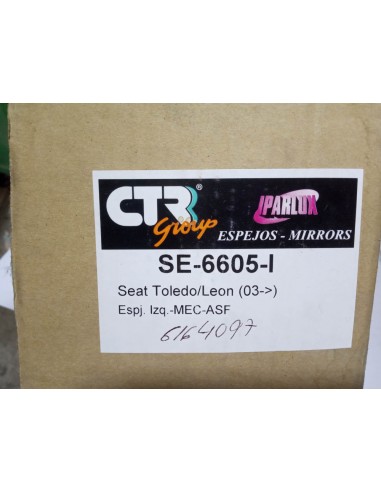 CTR® Group IPARLUX
ESPEJOS - MIRRORS
SE-6605-I
Seat Toledo/Leon (03->)
Espj. Izq.-MEC-ASF
6164097